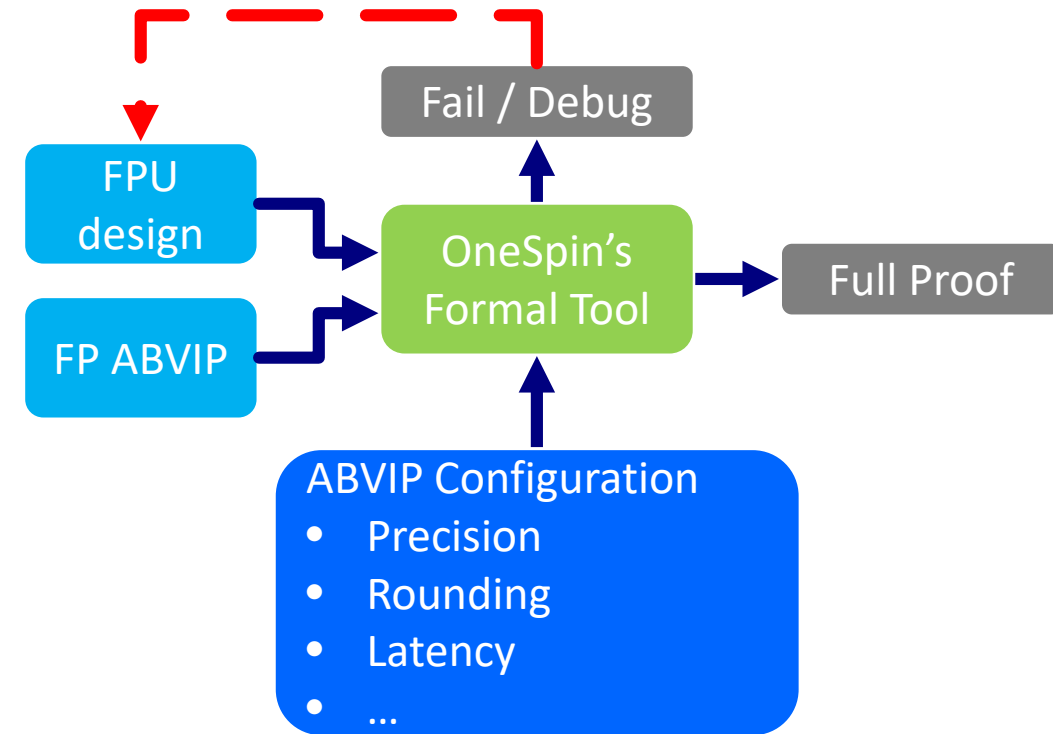 Fail / Debug
FPU
design
OneSpin’s
Formal Tool
Full Proof
FP ABVIP
ABVIP Configuration
• Precision
• Rounding
• Latency
• ...